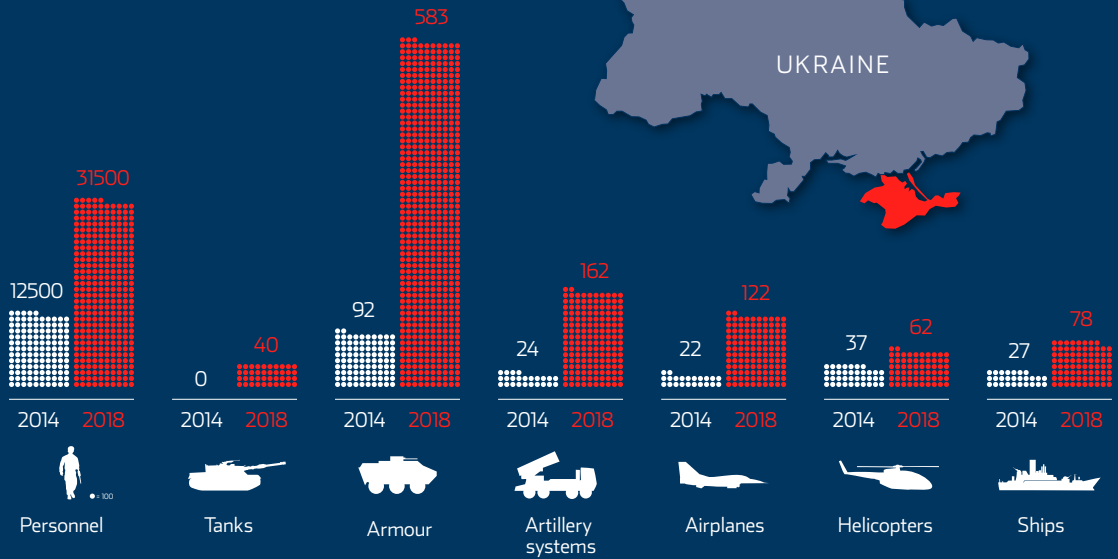 583
UKRAINE
31500
12500
162
122
92
40
24
22
37
62
78
27
0
2014 2018
2014 2018
2014 2018
2014 2018
2014 2018
2014 2018
2014 2018
= 100
Personnel
Tanks
Armour
Artillery
systems
Airplanes
Helicopters
Ships